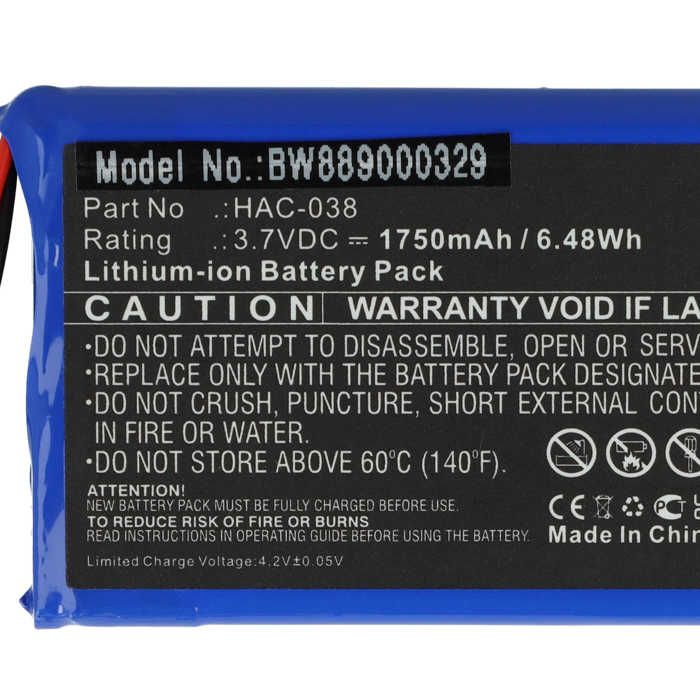 Model No.:BW889000329
Part No .:HAC-038
Rating .:3.7VDC ⎓ 1750mAh / 6.48Wh
Lithium-ion Battery Pack
CAUTION WARRANTY VOID IF LA
•DO NOT ATTEMPT TO DISASSEMBLE, OPEN OR SERV
•REPLACE ONLY WITH THE BATTERY PACK DESIGNATE
•DO NOT CRUSH, PUNCTURE, SHORT EXTERNAL CON
IN FIRE OR WATER.
•DO NOT STORE ABOVE 60°C (140°F).
ATTENTION!
NEW BATTERY PACK MUST BE FULLY CHARGED BEFORE USE.
TO REDUCE RISK OF FIRE OR BURNS
READ INSTRUCTIONS IN OPERATING GUIDE BEFORE USING THE BATTERY.
Limited Charge Voltage:4.2V±0.05V
CE
Made In Chin